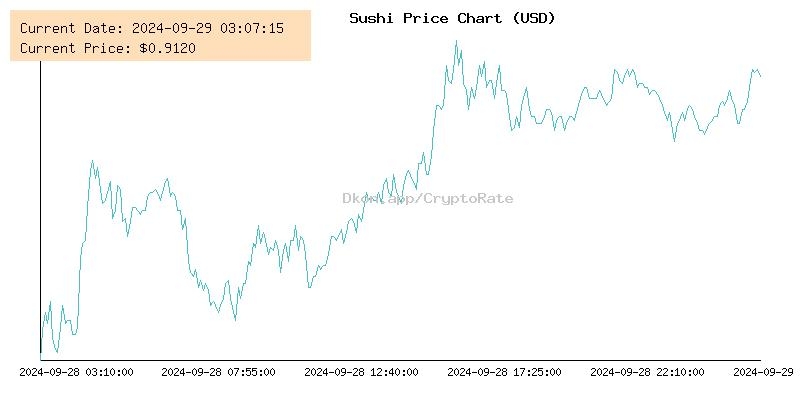 Sushi Price Chart (USD)
Current Date: 2024-09-29 03:07:15
Current Price: $0.9120
Dkonapp/CryptoRate
2024-09-28 03:10:00 2024-09-28 07:55:00 2024-09-28 12:40:00 2024-09-28 17:25:00 2024-09-28 22:10:00 2024-09-29